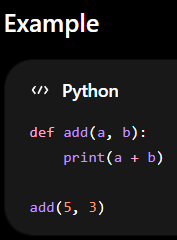 Example
</> Python
def add(a, b):
    print(a + b)
add(5, 3)